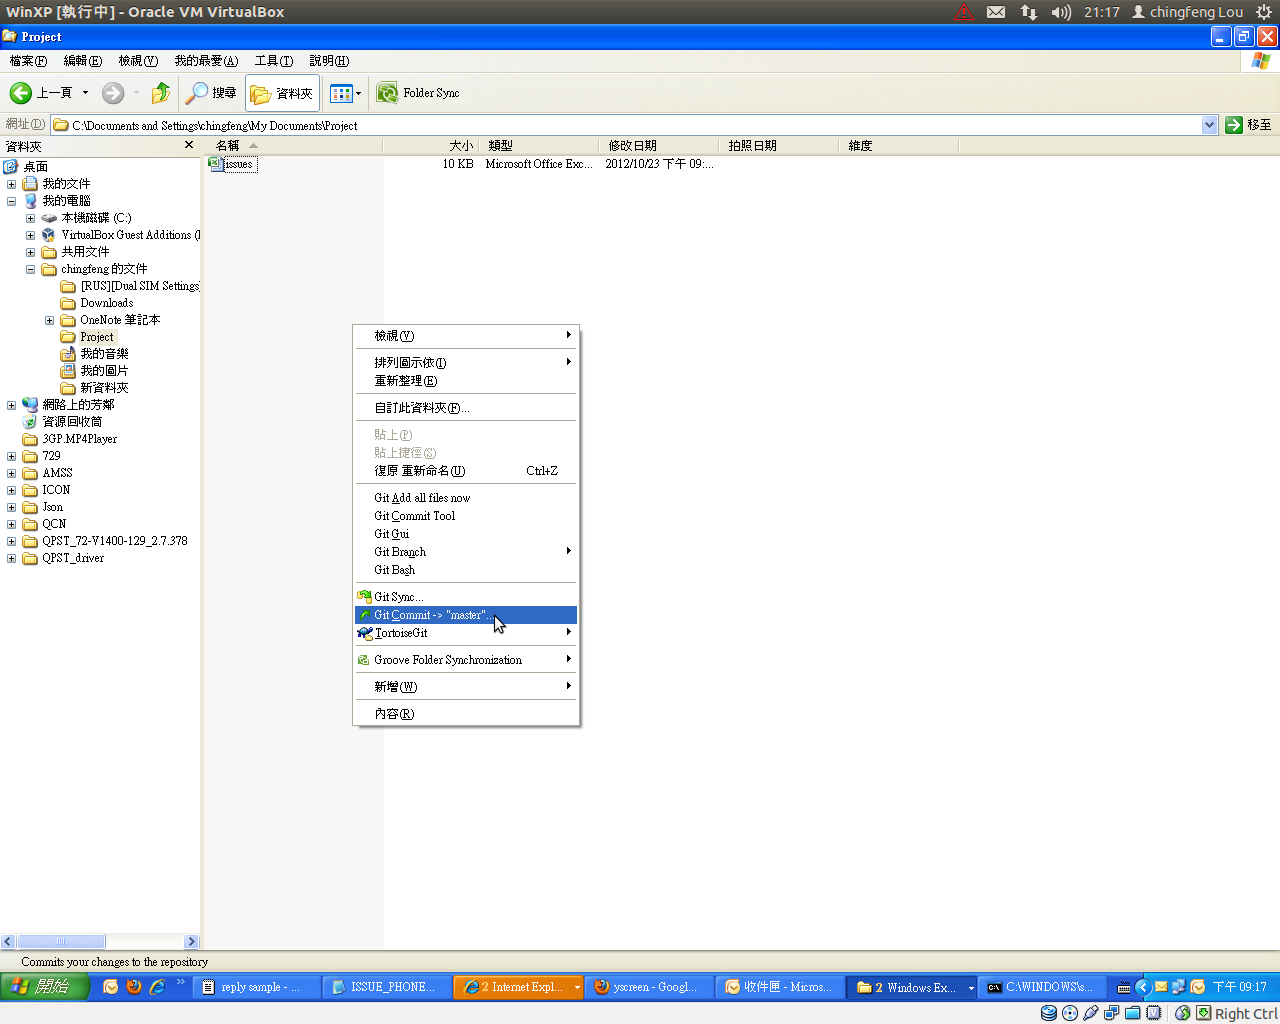 WinXP [執行中] - Oracle VM VirtualBox
21:17
chingfeng Lou
Project
檔案(F) 編輯(E) 檢視(V) 我的最愛(A) 工具(T) 說明(H)
上一頁 搜尋 資料夾 Folder Sync
網址(D) C:\Documents and Settings\chingfeng\My Documents\Project 移至
資料夾
名稱 大小 類型 修改日期 拍照日期 維度
issues 10 KB Microsoft Office Exc... 2012/10/23 下午 09:...
桌面
我的文件
我的電腦
本機磁碟 (C:)
VirtualBox Guest Additions (
共用文件
chingfeng 的文件
[RUS][Dual SIM Settings]
Downloads
OneNote 筆記本
Project
我的音樂
我的圖片
新資料夾
網路上的芳鄰
資源回收筒
3GP.MP4Player
729
AMSS
ICON
Json
QCN
QPST_72-V1400-129_2.7.378
QPST_driver
檢視(V)
排列圖示依(I)
重新整理(E)
自訂此資料夾(F)...
貼上(P)
貼上捷徑(S)
復原 重新命名(U) Ctrl+Z
Git Add all files now
Git Commit Tool
Git Gui
Git Branch
Git Bash
Git Sync...
Git Commit -> "master"...
TortoiseGit
Groove Folder Synchronization
新增(W)
內容(R)
Commits your changes to the repository
開始
reply sample - ...
ISSUE_PHONE...
2 Internet Expl...
yscreen - Googl...
收件匣 - Micros...
2 Windows Ex...
C:\WINDOWS\s...
下午 09:17
Right Ctrl